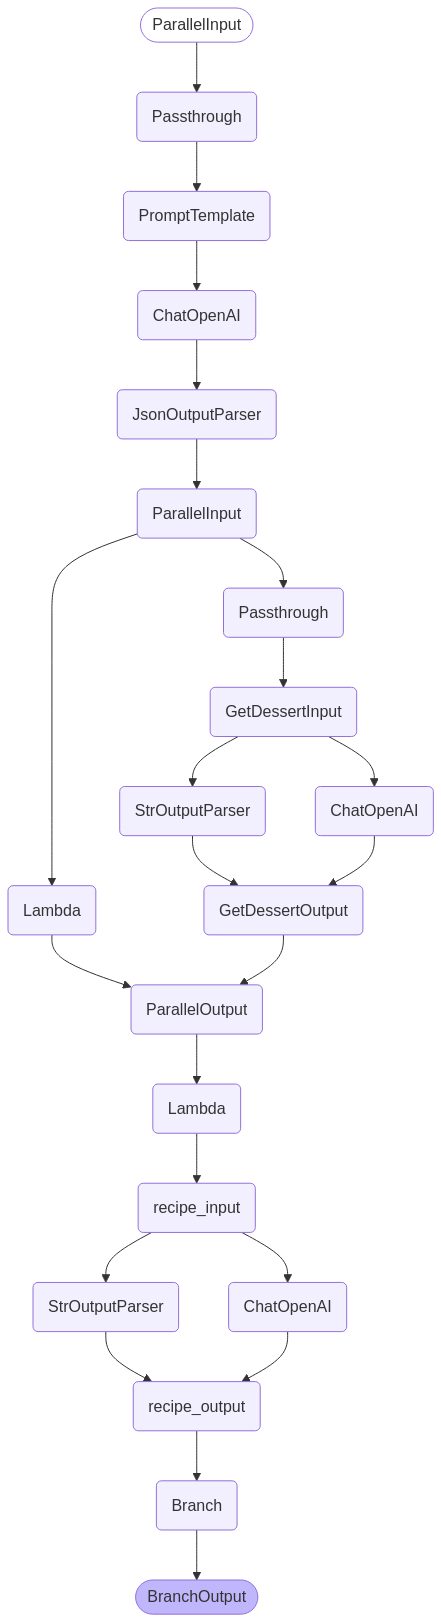 ParallelInput
Passthrough
PromptTemplate
ChatOpenAI
JsonOutputParser
ParallelInput
Passthrough
GetDessertInput
StrOutputParser
ChatOpenAI
Lambda
GetDessertOutput
ParallelOutput
Lambda
recipe_input
StrOutputParser
ChatOpenAI
recipe_output
Branch
BranchOutput